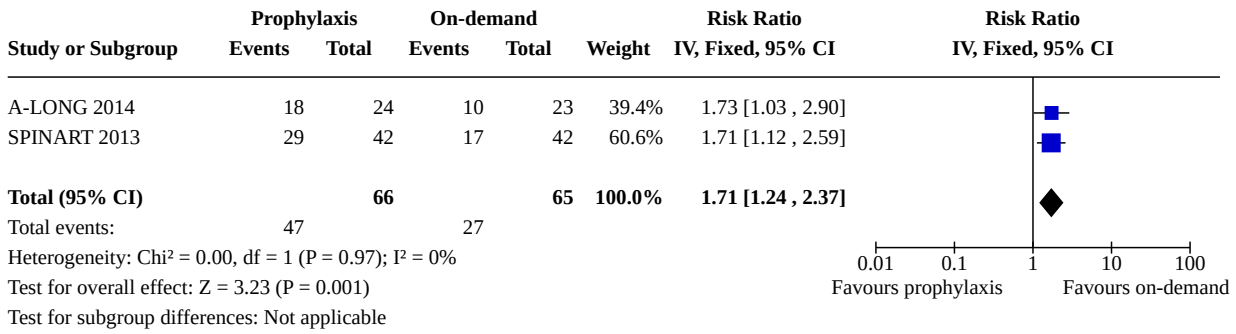 Prophylaxis On-demand Risk Ratio Risk Ratio
Study or Subgroup Events Total Events Total Weight IV, Fixed, 95% CI IV, Fixed, 95% CI
A-LONG 2014 18 24 10 23 39.4% 1.73 [1.03 , 2.90]
SPINART 2013 29 42 17 42 60.6% 1.71 [1.12 , 2.59]
Total (95% CI) 66 65 100.0% 1.71 [1.24 , 2.37]
Total events: 47 27
Heterogeneity: Chi² = 0.00, df = 1 (P = 0.97); I² = 0%
0.01 0.1 1 10 100
Test for overall effect: Z = 3.23 (P = 0.001)
Favours prophylaxis Favours on-demand
Test for subgroup differences: Not applicable